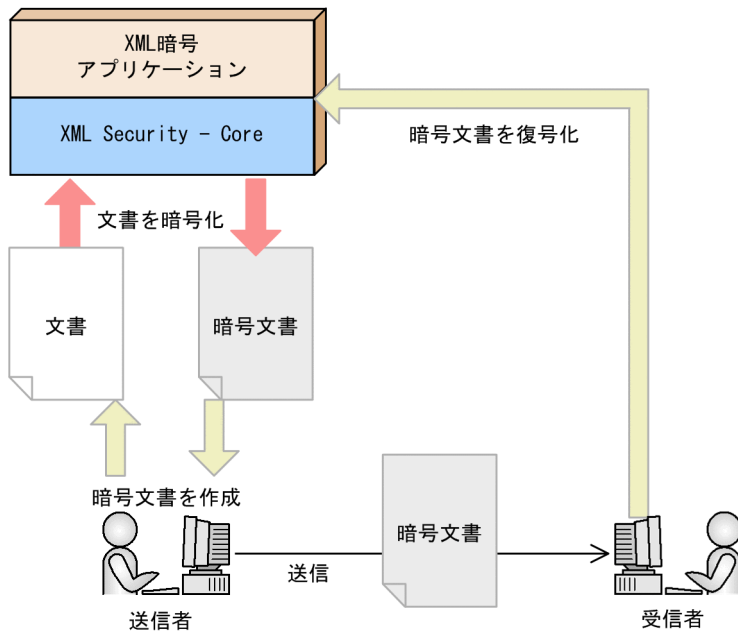 XML暗号
アプリケーション
XML Security - Core
暗号文書を復号化
文書を暗号化
文書
暗号文書
暗号文書を作成
暗号文書
送信
送信者
受信者